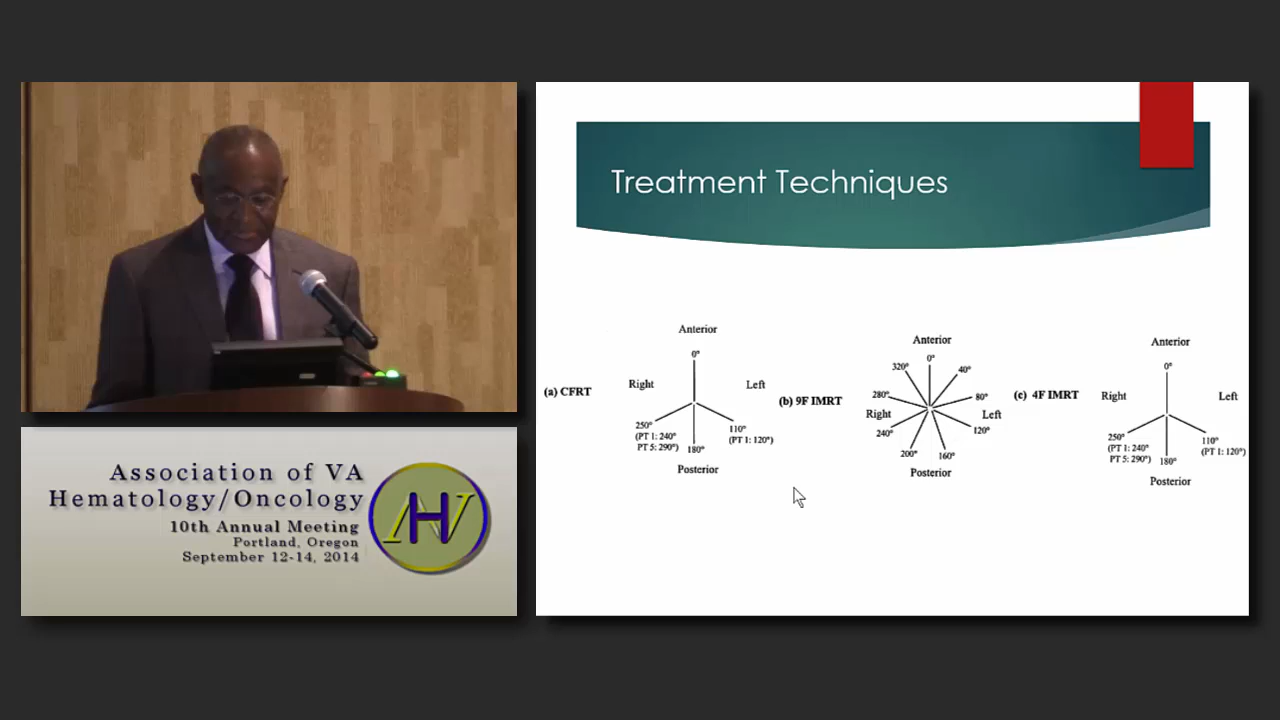 Treatment Techniques
(a) CFRT
Anterior
0°
Right
Left
250°
(PT 1: 240°
PT 5: 290°)
110°
(PT 1: 120°)
180°
Posterior
(b) 9F IMRT
Anterior
0°
320°
40°
280°
80°
Right
Left
240°
120°
200°
160°
Posterior
(c) 4F IMRT
Anterior
0°
Right
Left
250°
(PT 1: 240°
PT 5: 290°)
110°
(PT 1: 120°)
180°
Posterior
Association of VA
Hematology/Oncology
10th Annual Meeting
Portland, Oregon
September 12-14, 2014